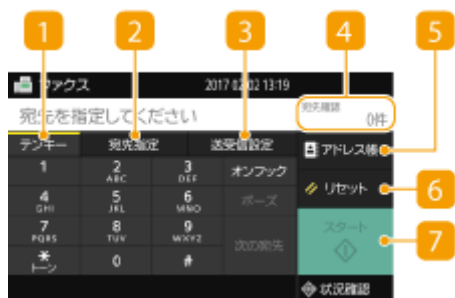 1 2 3 4 5
ファクス 2017 02/02 13:19
宛先を指定してください 宛先確認 0件
テンキー 宛先指定 送受信設定 アドレス帳
1 2 ABC 3 DEF オンフック
リセット 6
4 GHI 5 JKL 6 MNO ポーズ
7 PQRS 8 TUV 9 WXYZ 次の宛先 スタート 7
* トーン 0 #
状況確認